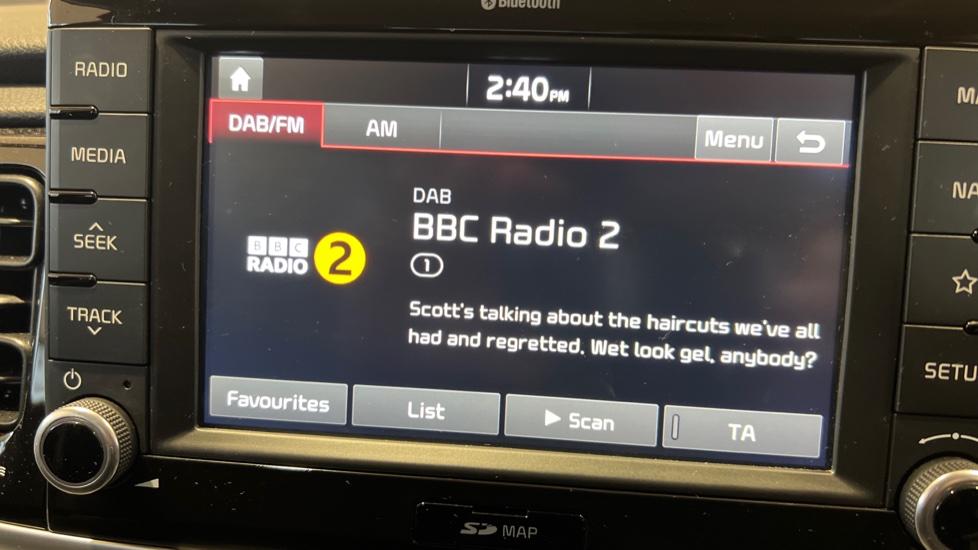 Bluetooth
RADIO
MEDIA
SEEK
TRACK
2:40PM
DAB/FM
AM
Menu
DAB
BBC Radio 2
1
BBC
RADIO 2
Scott's talking about the haircuts we've all
had and regretted. Wet look gel, anybody?
Favourites
List
Scan
TA
SD MAP